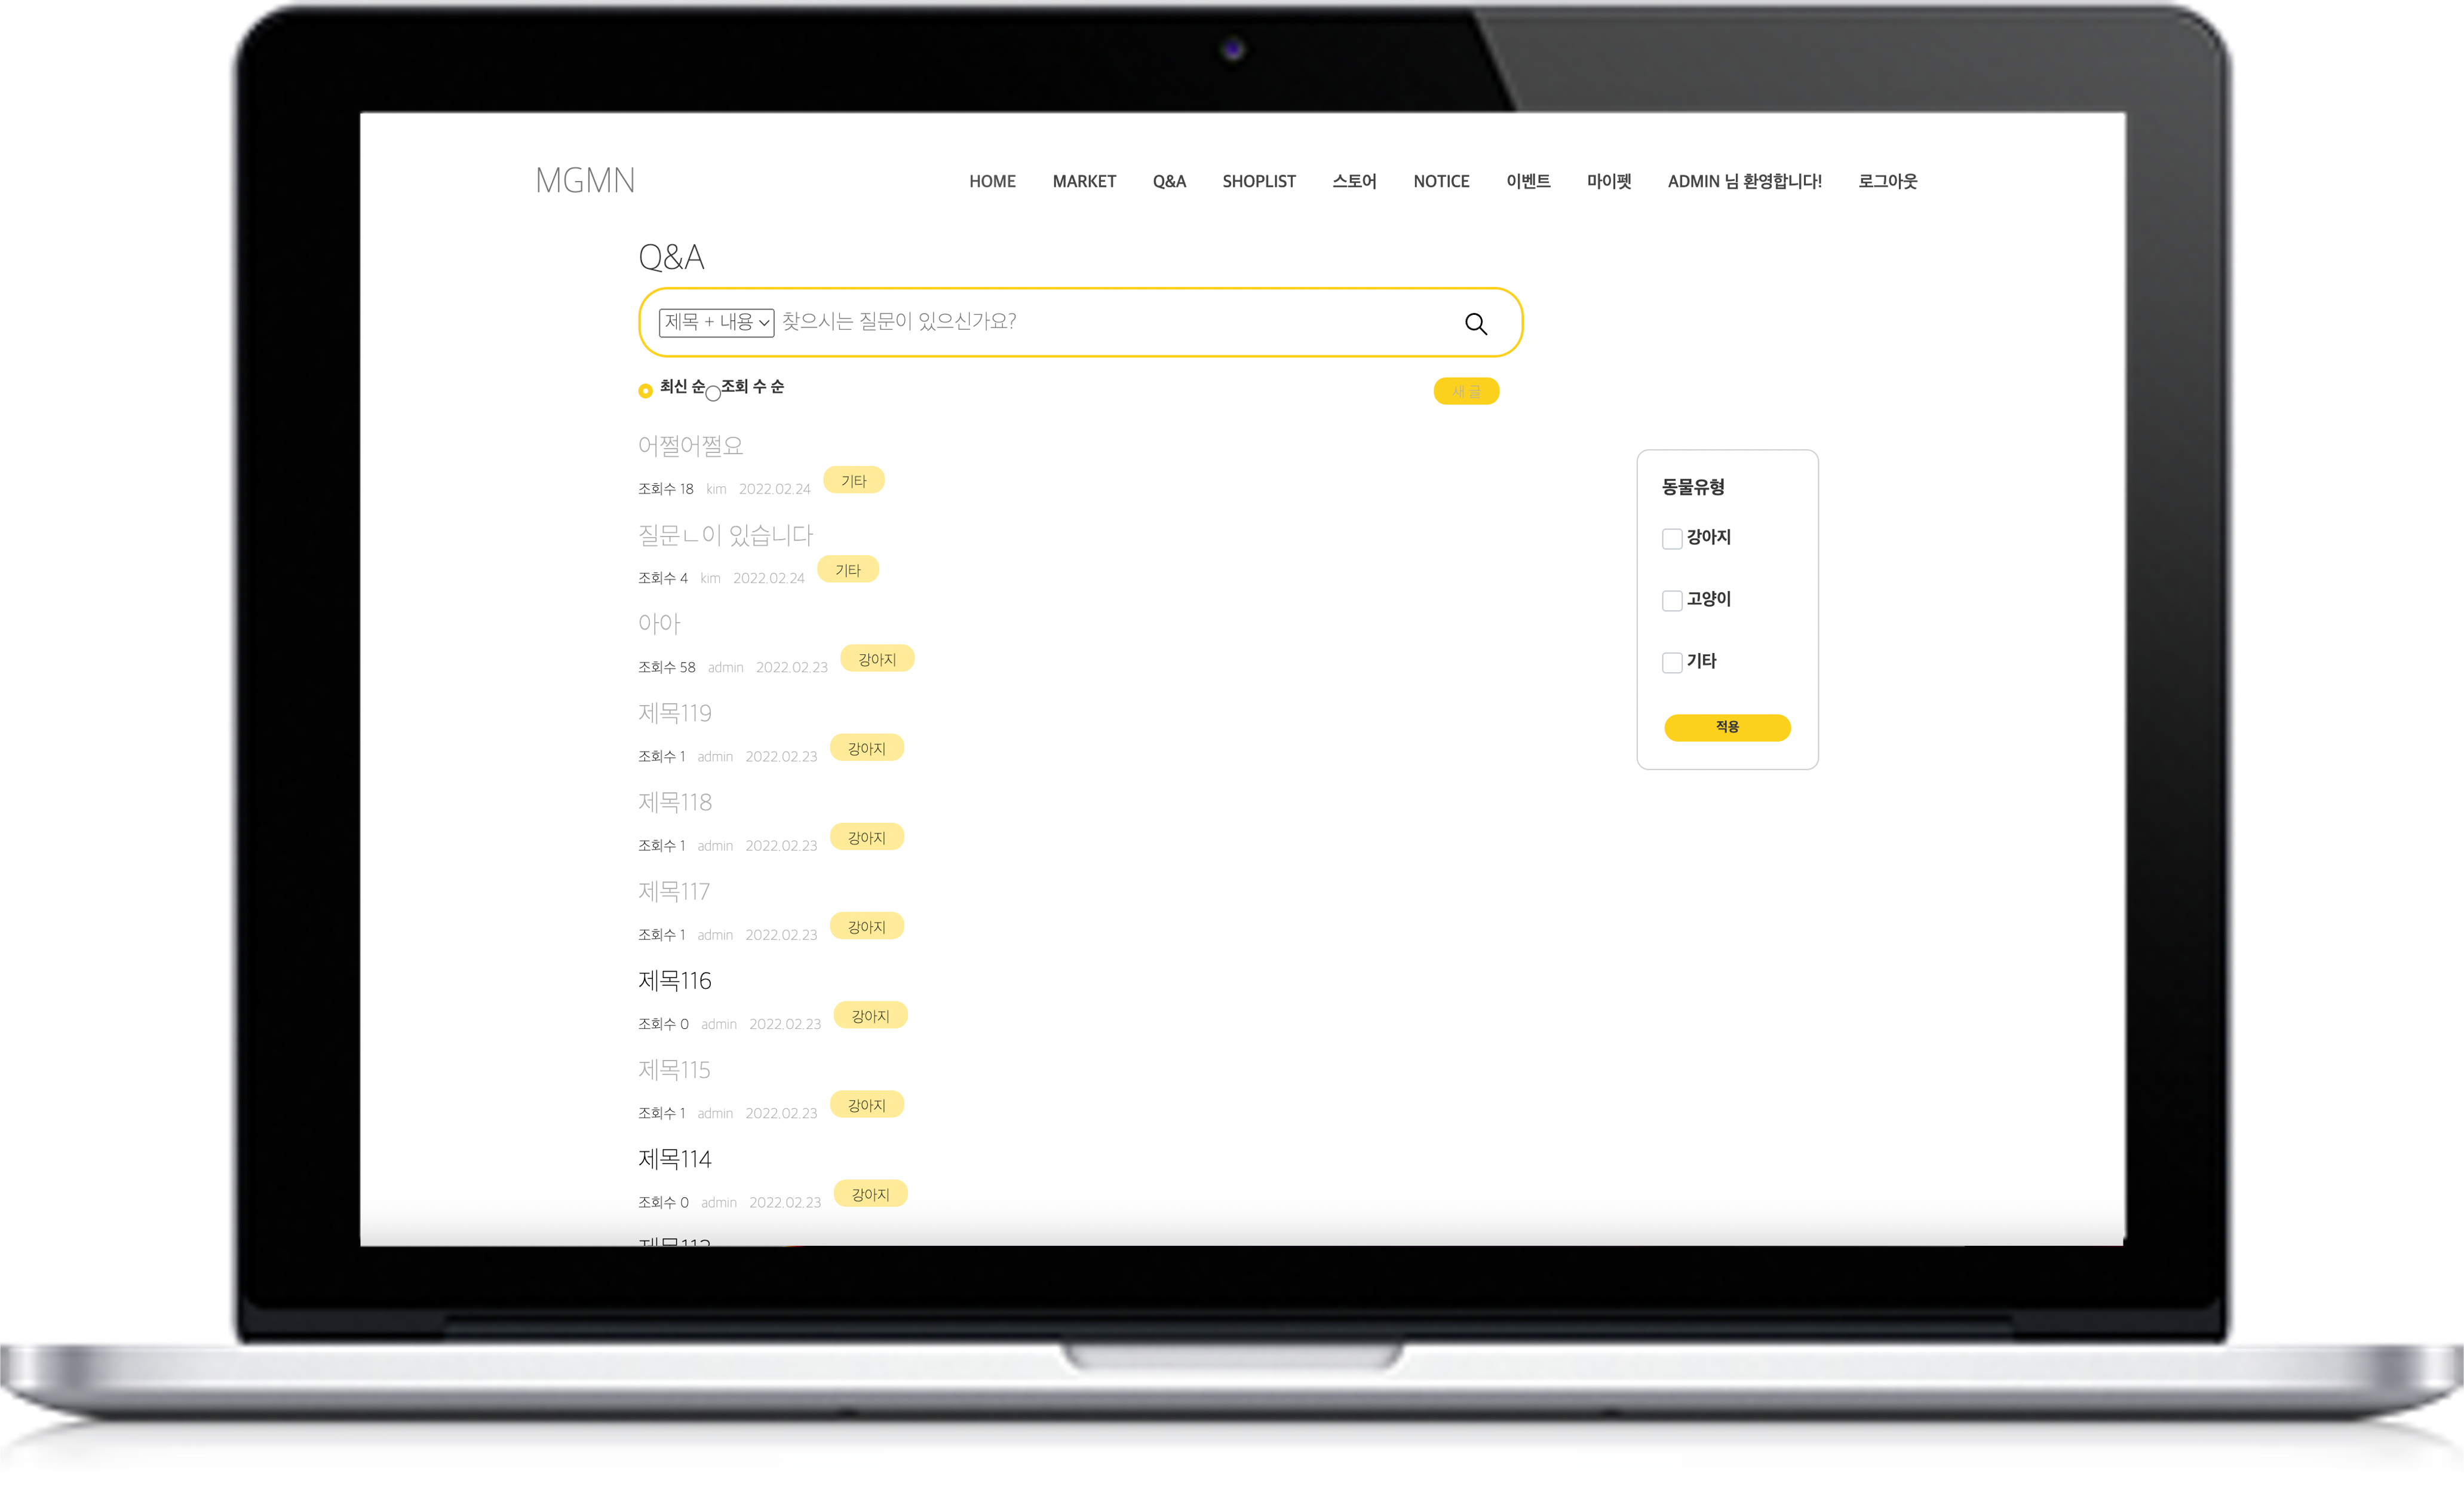 MGMN HOME MARKET Q&A SHOPLIST 스토어 NOTICE 이벤트 마이펫 ADMIN 님 환영합니다! 로그아웃
Q&A
제목 + 내용 찾으시는 질문이 있으신가요?
최신 순 조회 수 순 새 글
어쩔어쩔요
조회수 18 kim 2022.02.24 기타
질문ㄴ이 있습니다
조회수 4 kim 2022.02.24 기타
아아
조회수 58 admin 2022.02.23 강아지
제목119
조회수 1 admin 2022.02.23 강아지
제목118
조회수 1 admin 2022.02.23 강아지
제목117
조회수 1 admin 2022.02.23 강아지
제목116
조회수 0 admin 2022.02.23 강아지
제목115
조회수 1 admin 2022.02.23 강아지
제목114
조회수 0 admin 2022.02.23 강아지
동물유형
강아지
고양이
기타
적용